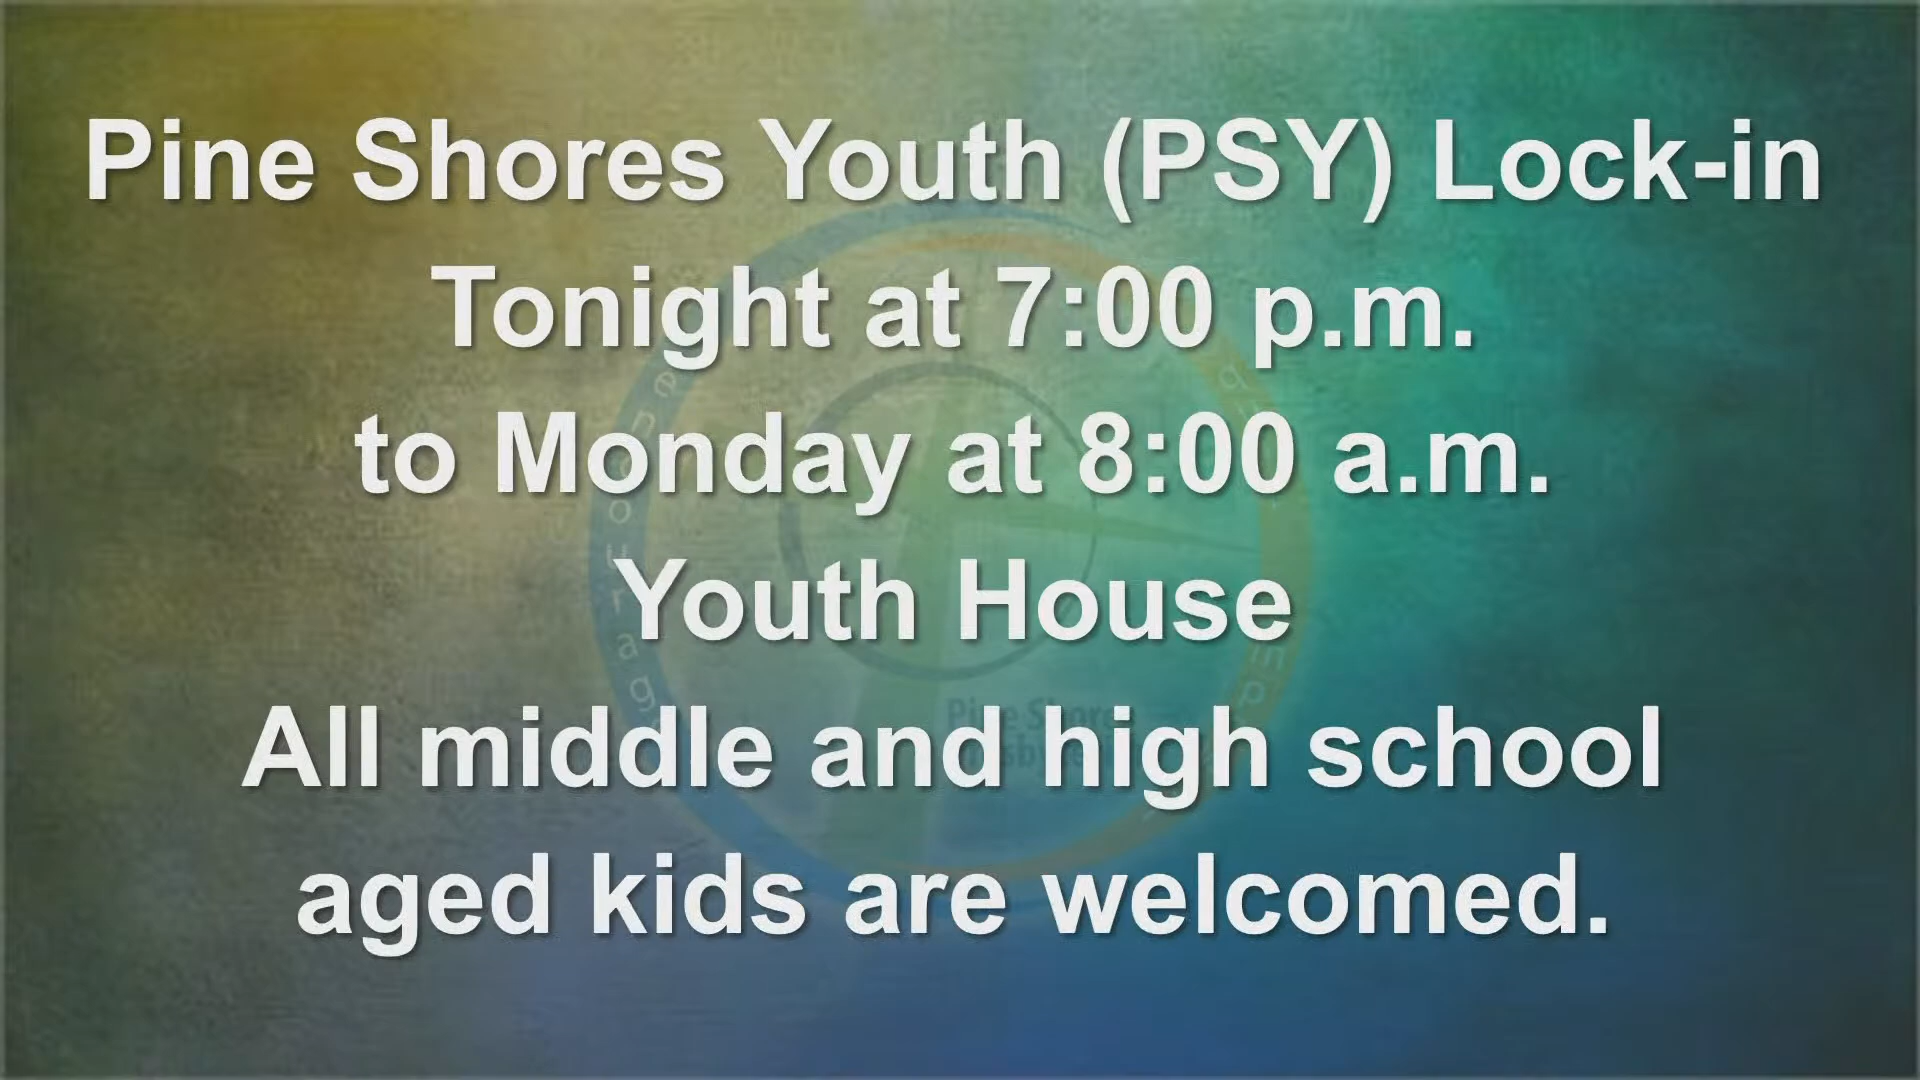 Pine Shores Youth (PSY) Lock-in
Tonight at 7:00 p.m.
to Monday at 8:00 a.m.
Youth House
All middle and high school
aged kids are welcomed.